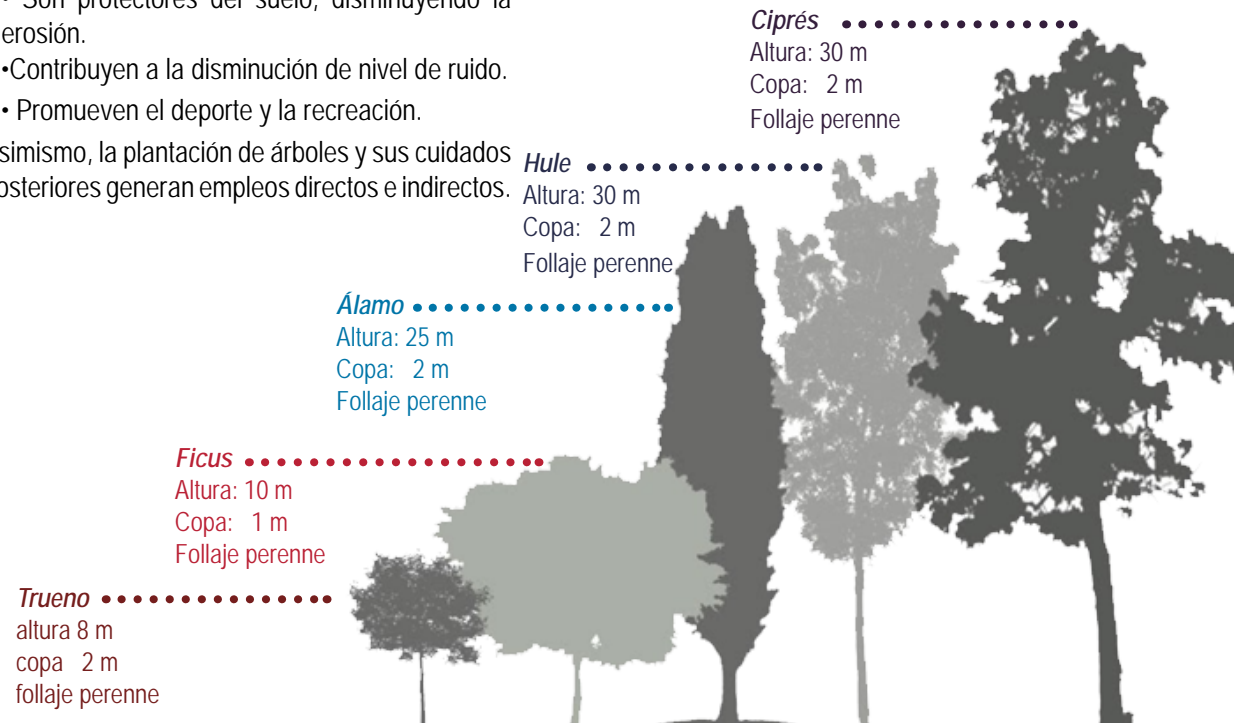 • Son protectores del suelo, disminuyendo la
erosión.
•Contribuyen a la disminución de nivel de ruido.
• Promueven el deporte y la recreación.
simismo, la plantación de árboles y sus cuidados
osteriores generan empleos directos e indirectos.
Ciprés
Altura: 30 m
Copa: 2 m
Follaje perenne
Hule
Altura: 30 m
Copa: 2 m
Follaje perenne
Álamo
Altura: 25 m
Copa: 2 m
Follaje perenne
Ficus
Altura: 10 m
Copa: 1 m
Follaje perenne
Trueno
altura 8 m
copa 2 m
follaje perenne